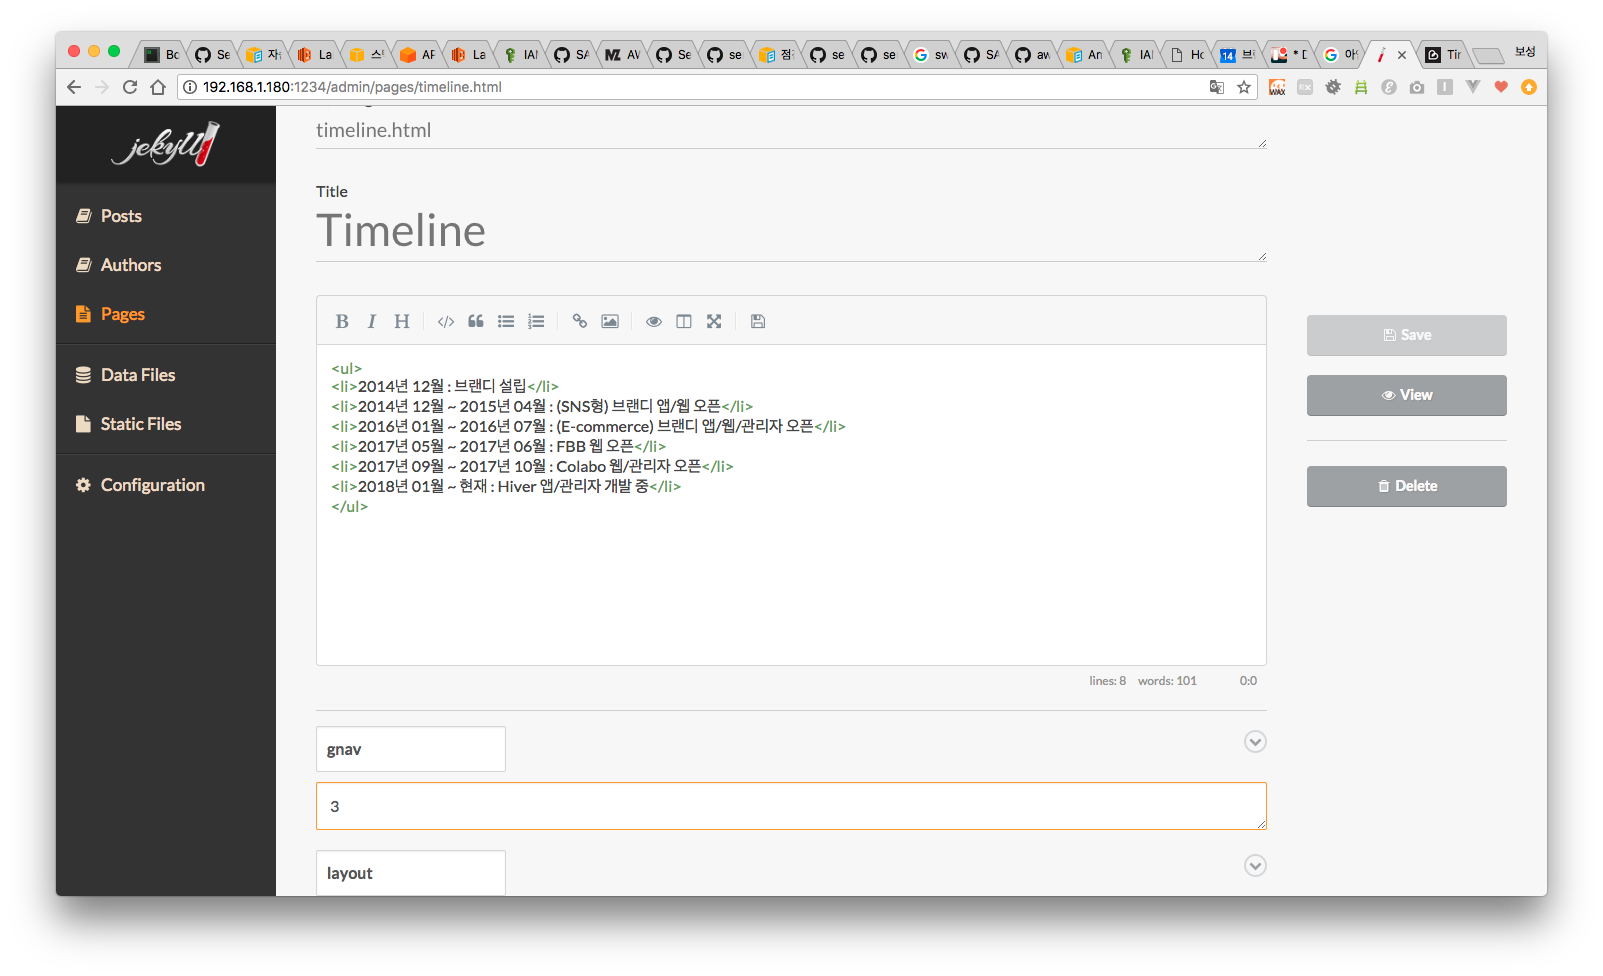 Bo
Se
자
La
스
AF
La
IAM
SA
AV
Se
se
점
se
se
sw
SA
aw
An
IAM
Ho
14
브
* D
아
Tir
보성
192.168.1.180:1234/admin/pages/timeline.html
jekyll
Posts
Authors
Pages
Data Files
Static Files
Configuration
timeline.html
Title
Timeline
B I H
<ul>
<li>2014년 12월 : 브랜디 설립</li>
<li>2014년 12월 ~ 2015년 04월 : (SNS형) 브랜디 앱/웹 오픈</li>
<li>2016년 01월 ~ 2016년 07월 : (E-commerce) 브랜디 앱/웹/관리자 오픈</li>
<li>2017년 05월 ~ 2017년 06월 : FBB 웹 오픈</li>
<li>2017년 09월 ~ 2017년 10월 : Colabo 웹/관리자 오픈</li>
<li>2018년 01월 ~ 현재 : Hiver 앱/관리자 개발 중</li>
</ul>
lines: 8 words: 101 0:0
gnav
3
layout
Save
View
Delete